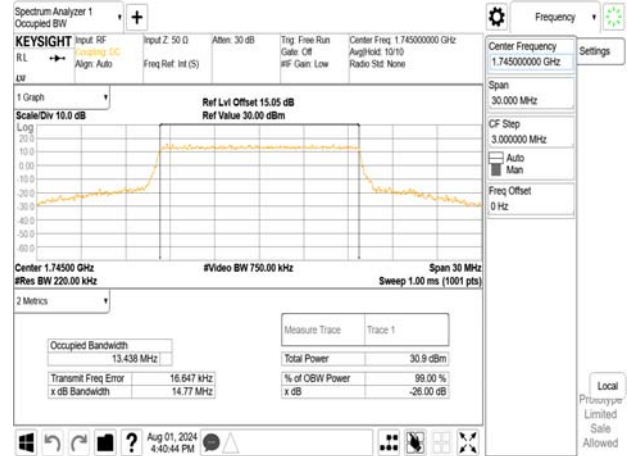 Spectrum Analyzer 1
Occupied BW
Frequency
KEYSIGHT
Input: RF
Coupling: DC
Align: Auto
Input Z: 50 Ω
Freq Ref: Int (S)
Atten: 30 dB
Trig: Free Run
Gate: Off
#IF Gain: Low
Center Freq: 1.745000000 GHz
Avg|Hold: 10/10
Radio Std: None
RL
Center Frequency
1.745000000 GHz
Settings
Span
30.000 MHz
CF Step
3.000000 MHz
Auto
Man
Freq Offset
0 Hz
1 Graph
Scale/Div 10.0 dB
Ref Lvl Offset 15.05 dB
Ref Value 30.00 dBm
Log
20.0
10.0
0.00
-10.0
-20.0
-30.0
-40.0
-50.0
-60.0
Center 1.74500 GHz
#Video BW 750.00 kHz
Span 30 MHz
#Res BW 220.00 kHz
Sweep 1.00 ms (1001 pts)
2 Metrics
Measure Trace
Trace 1
Occupied Bandwidth
13.438 MHz
Total Power
30.9 dBm
Transmit Freq Error
16.647 kHz
% of OBW Power
99.00 %
x dB Bandwidth
14.77 MHz
x dB
-26.00 dB
Local
Prototype
Limited
Sale
Allowed
?
Aug 01, 2024
4:40:44 PM